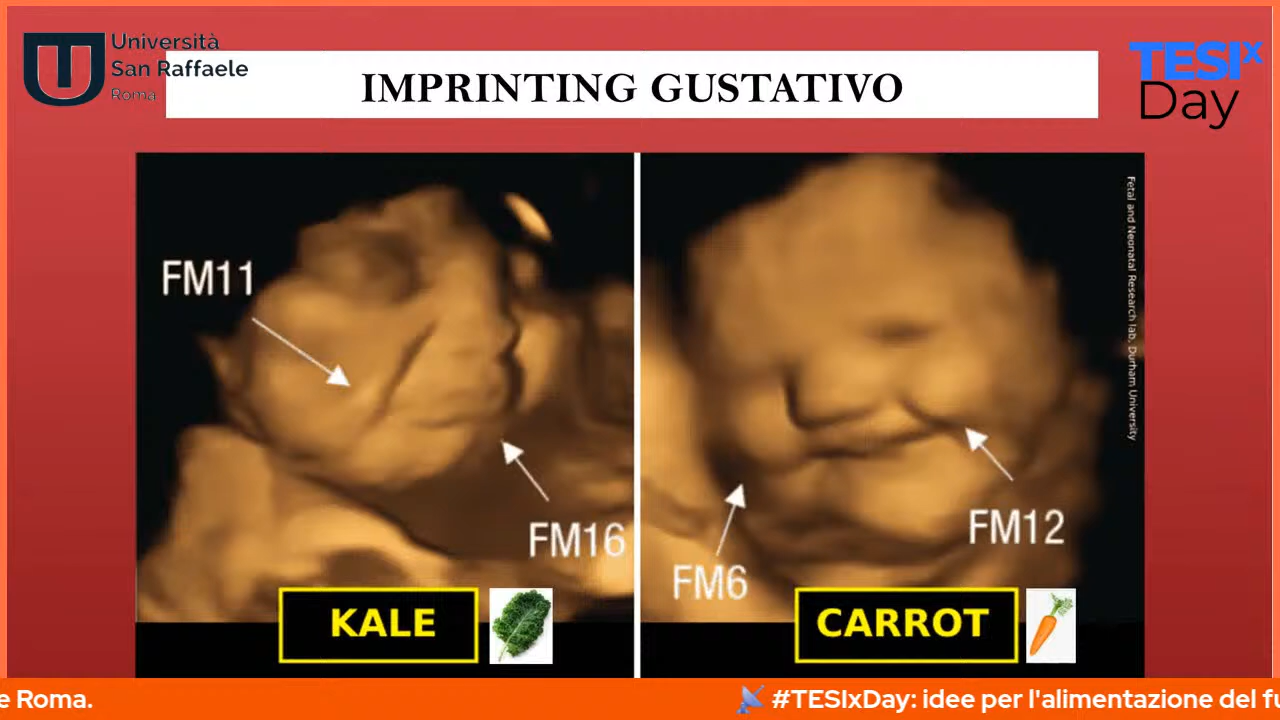 Università
San Raffaele
Roma
IMPRINTING GUSTATIVO
TESIx
Day
FM11
FM16
KALE
FM6
FM12
CARROT
Fetal and Neonatal Research lab, Durham University
e Roma.
#TESIxDay: idee per l'alimentazione del fu